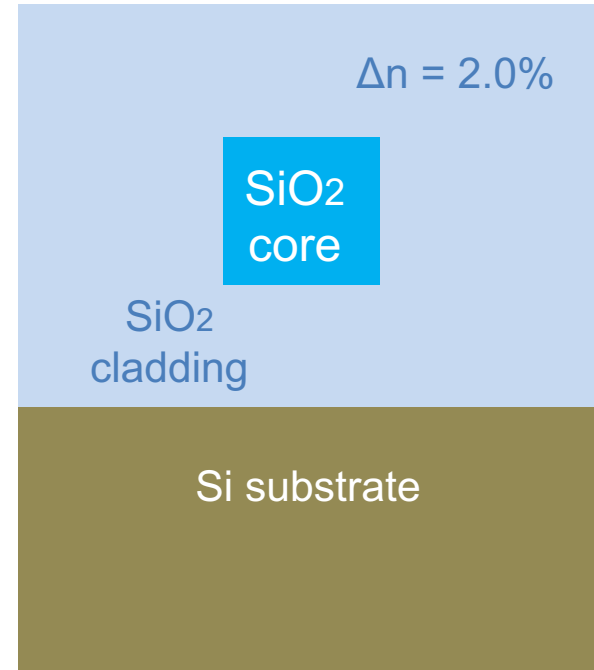 Δn = 2.0%
SiO2
core
SiO2
cladding
Si substrate